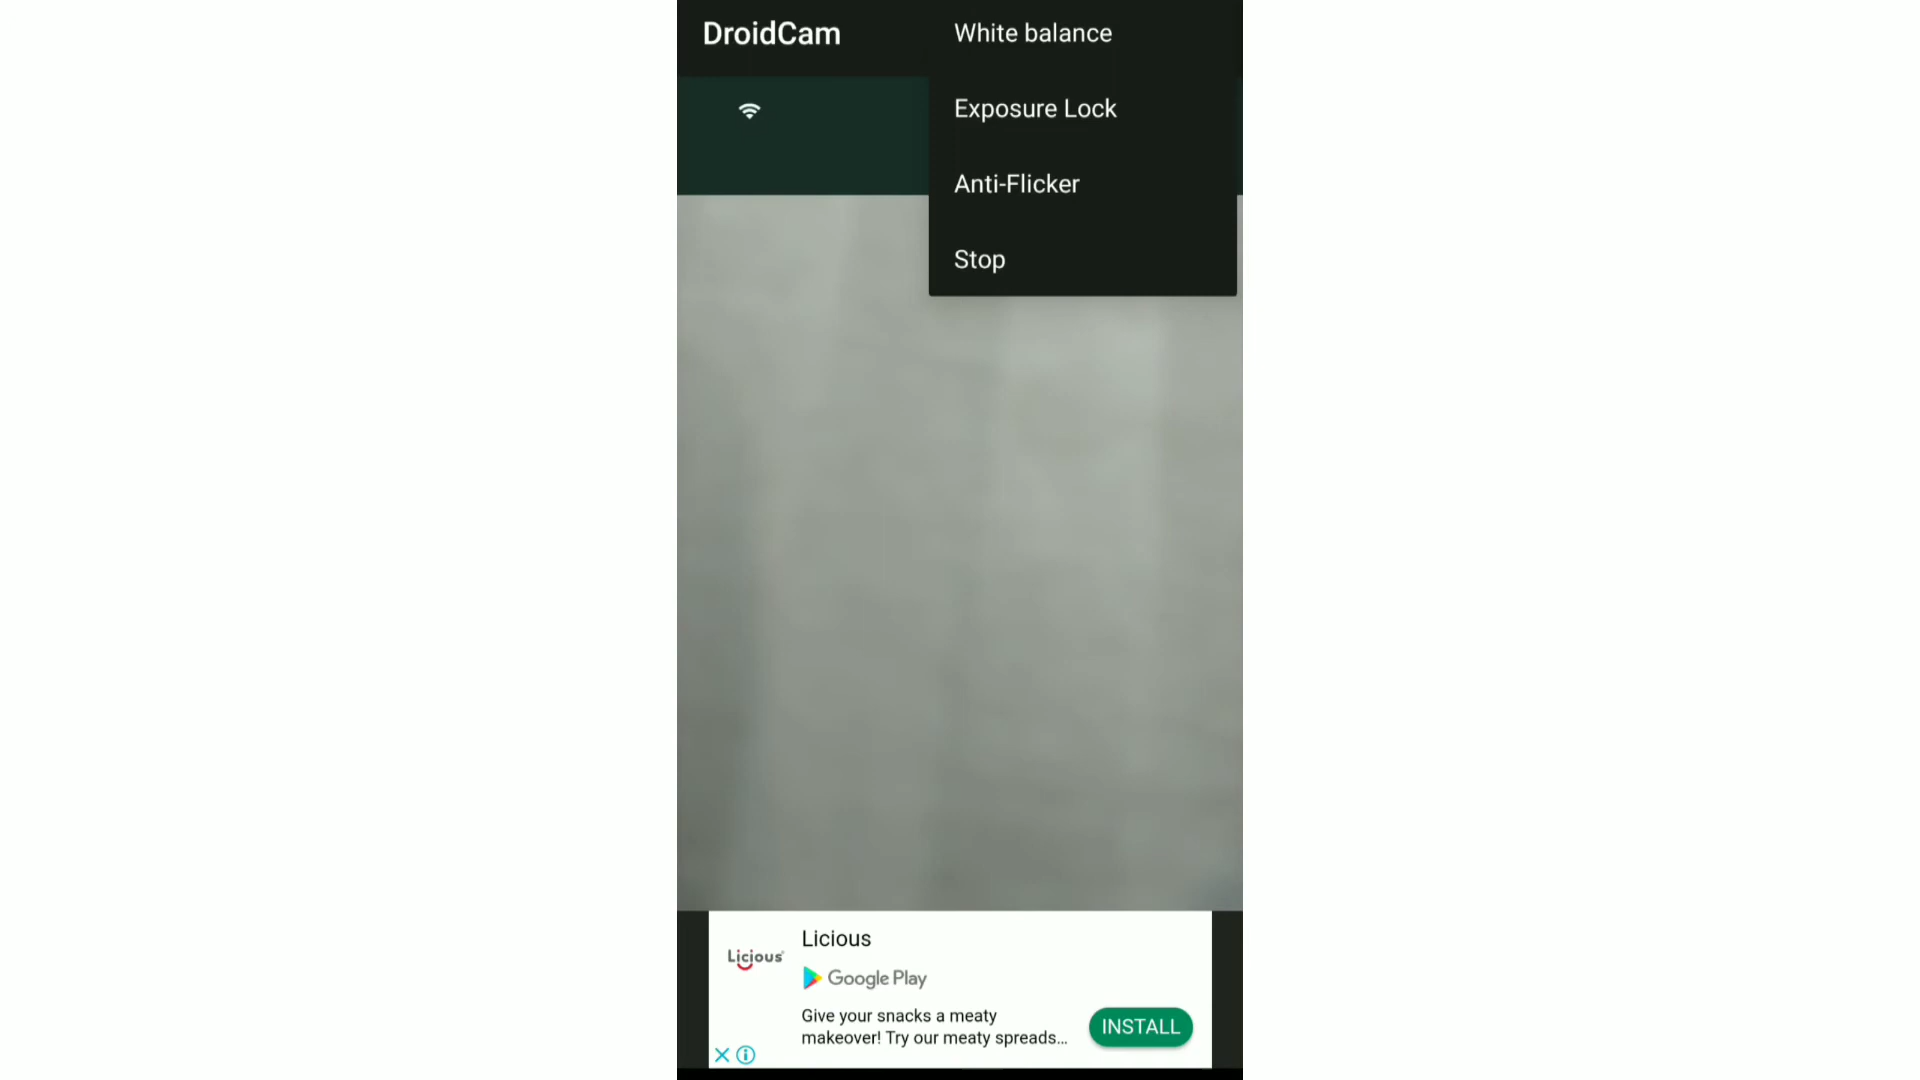 DroidCam
White balance
Exposure Lock
Anti-Flicker
Stop
Licious
Licious
Google Play
Give your snacks a meaty
makeover! Try our meaty spreads...
INSTALL